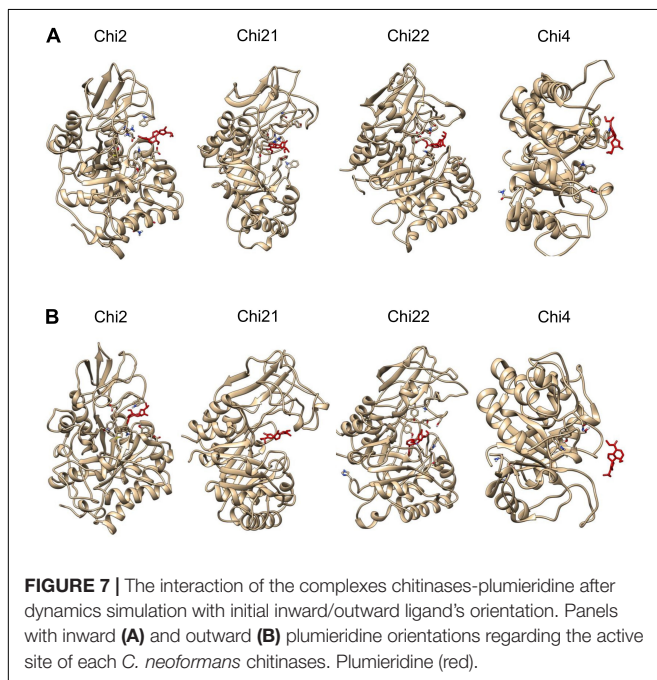 A
Chi2 Chi21 Chi22 Chi4
B
Chi2 Chi21 Chi22 Chi4
FIGURE 7 | The interaction of the complexes chitinases-plumieridine after
dynamics simulation with initial inward/outward ligand's orientation. Panels
with inward (A) and outward (B) plumieridine orientations regarding the active
site of each C. neoformans chitinases. Plumieridine (red).